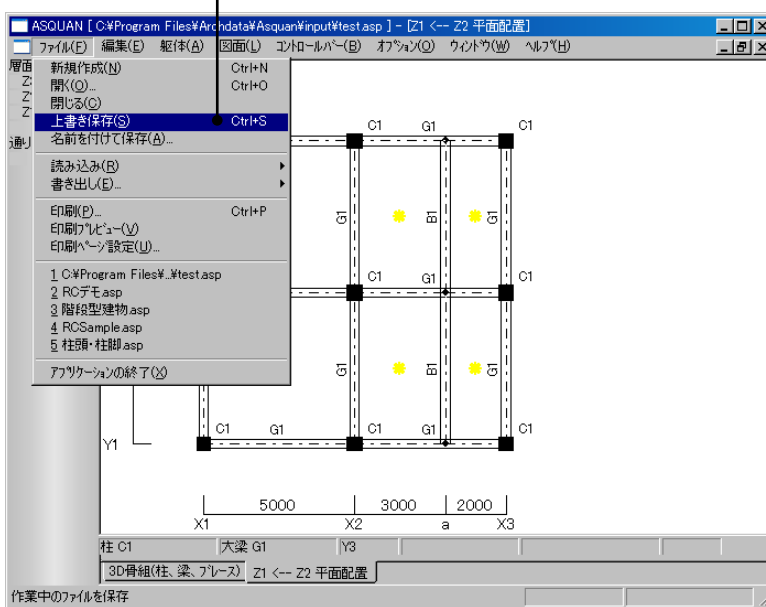 ASQUAN [ C:¥Program Files¥Archdata¥Asquan¥input¥test.asp ] - [Z1 <-- Z2 平面配置]
ファイル(F) 編集(E) 躯体(A) 図面(L) コントロールバー(B) オプション(O) ウィンドウ(W) ヘルプ(H)
層面
Z
Z
Z
通り
新規作成(N) Ctrl+N
開く(O)... Ctrl+O
閉じる(C)
上書き保存(S) Ctrl+S
名前を付けて保存(A)...
読み込み(R)
書き出し(E)...
印刷(P)... Ctrl+P
印刷プレビュー(V)
印刷ページ設定(U)...
1 C:¥Program Files¥...¥test.asp
2 RCデモ.asp
3 階段型建物.asp
4 RCSample.asp
5 柱頭・柱脚.asp
アプリケーションの終了(X)
C1 G1 C1
G1 B1 G1
C1 G1 C1
G1 B1 G1
C1 G1 C1 G1 C1
Y1
5000 3000 2000
X1 X2 a X3
柱 C1 大梁 G1 Y3
3D骨組(柱、梁、ブレース) Z1 <-- Z2 平面配置
作業中のファイルを保存